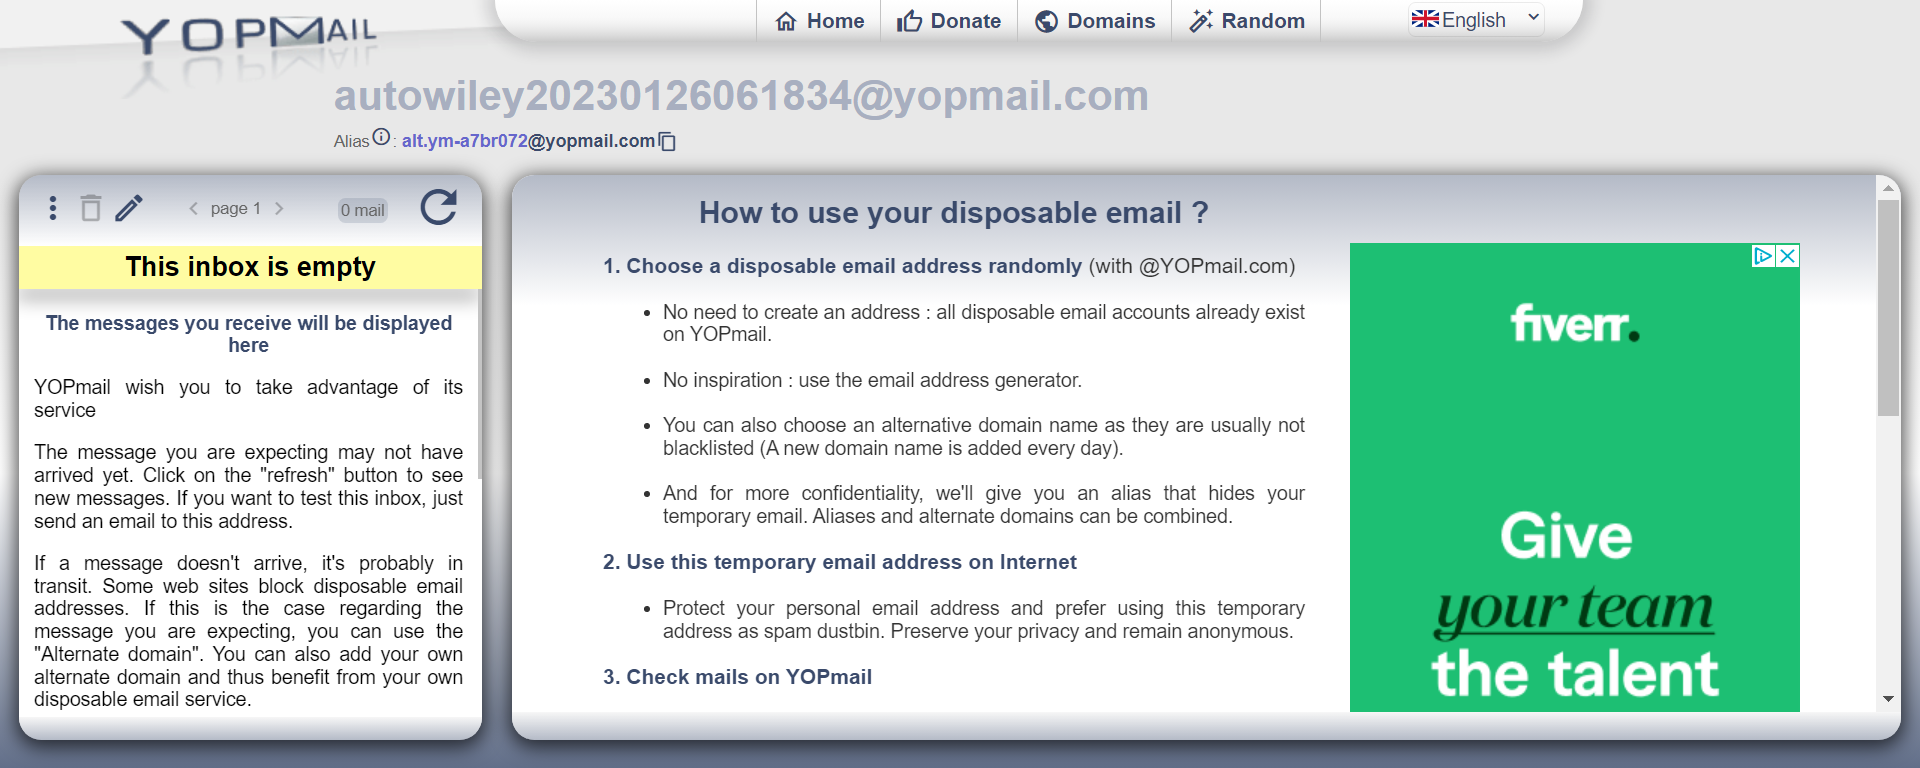 YOPMAIL
Home
Donate
Domains
Random
English
autowiley20230126061834@yopmail.com
Alias : alt.ym-a7br072@yopmail.com
page 1
0 mail
This inbox is empty
The messages you receive will be displayed
here
YOPmail wish you to take advantage of its
service
The message you are expecting may not have
arrived yet. Click on the "refresh" button to see
new messages. If you want to test this inbox, just
send an email to this address.
If a message doesn't arrive, it's probably in
transit. Some web sites block disposable email
addresses. If this is the case regarding the
message you are expecting, you can use the
"Alternate domain". You can also add your own
alternate domain and thus benefit from your own
disposable email service.
How to use your disposable email ?
1. Choose a disposable email address randomly (with @YOPmail.com)
• No need to create an address : all disposable email accounts already exist
on YOPmail.
• No inspiration : use the email address generator.
• You can also choose an alternative domain name as they are usually not
blacklisted (A new domain name is added every day).
• And for more confidentiality, we'll give you an alias that hides your
temporary email. Aliases and alternate domains can be combined.
2. Use this temporary email address on Internet
• Protect your personal email address and prefer using this temporary
address as spam dustbin. Preserve your privacy and remain anonymous.
3. Check mails on YOPmail
fiverr.
Give
your team
the talent